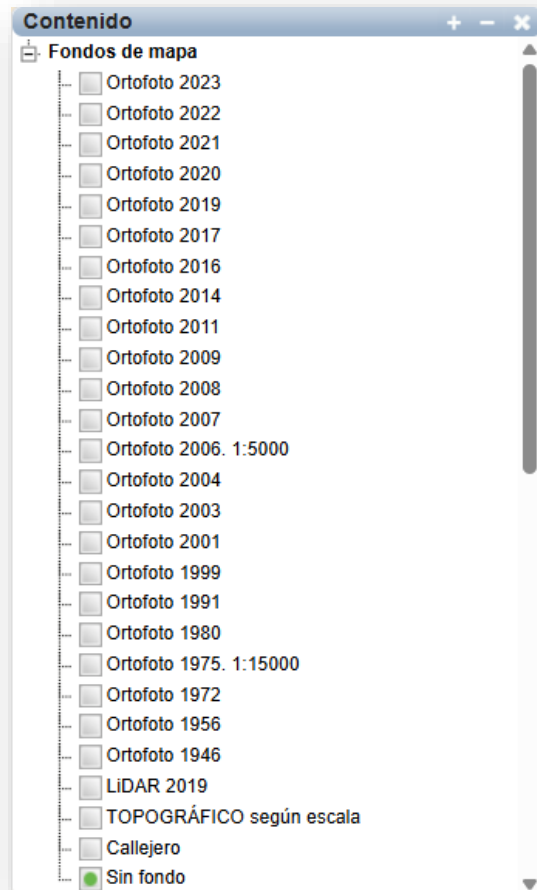 Contenido
Fondos de mapa
Ortofoto 2023
Ortofoto 2022
Ortofoto 2021
Ortofoto 2020
Ortofoto 2019
Ortofoto 2017
Ortofoto 2016
Ortofoto 2014
Ortofoto 2011
Ortofoto 2009
Ortofoto 2008
Ortofoto 2007
Ortofoto 2006. 1:5000
Ortofoto 2004
Ortofoto 2003
Ortofoto 2001
Ortofoto 1999
Ortofoto 1991
Ortofoto 1980
Ortofoto 1975. 1:15000
Ortofoto 1972
Ortofoto 1956
Ortofoto 1946
LiDAR 2019
TOPOGRÁFICO según escala
Callejero
Sin fondo